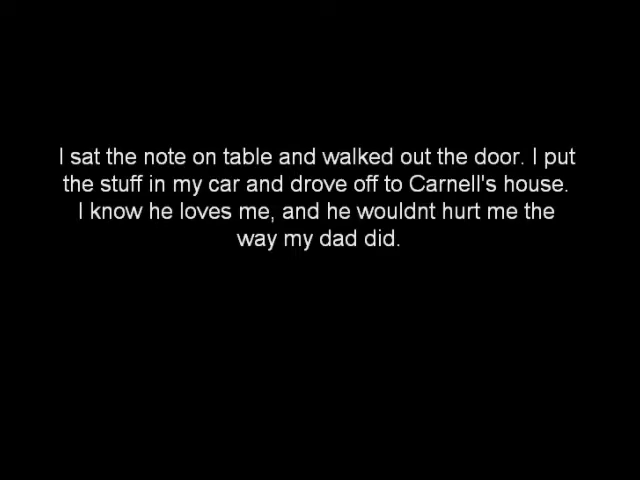 I sat the note on table and walked out the door. I put
the stuff in my car and drove off to Carnell's house.
I know he loves me, and he wouldnt hurt me the
way my dad did.